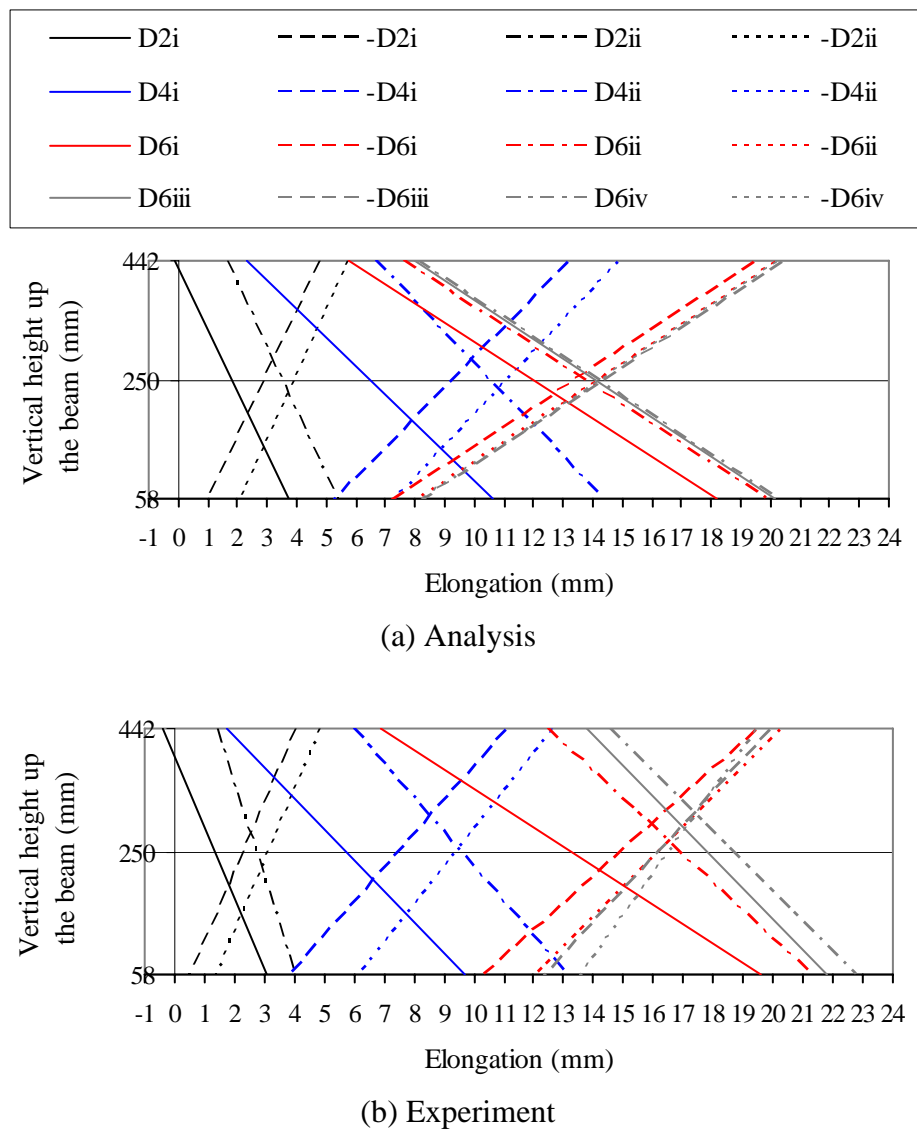 D2i -D2i D2ii -D2ii
D4i -D4i D4ii -D4ii
D6i -D6i D6ii -D6ii
D6iii -D6iii D6iv -D6iv
442
250
58
Vertical height up
the beam (mm)
-1 0 1 2 3 4 5 6 7 8 9 10 11 12 13 14 15 16 17 18 19 20 21 22 23 24
Elongation (mm)
(a) Analysis
442
250
58
Vertical height up
the beam (mm)
-1 0 1 2 3 4 5 6 7 8 9 10 11 12 13 14 15 16 17 18 19 20 21 22 23 24
Elongation (mm)
(b) Experiment